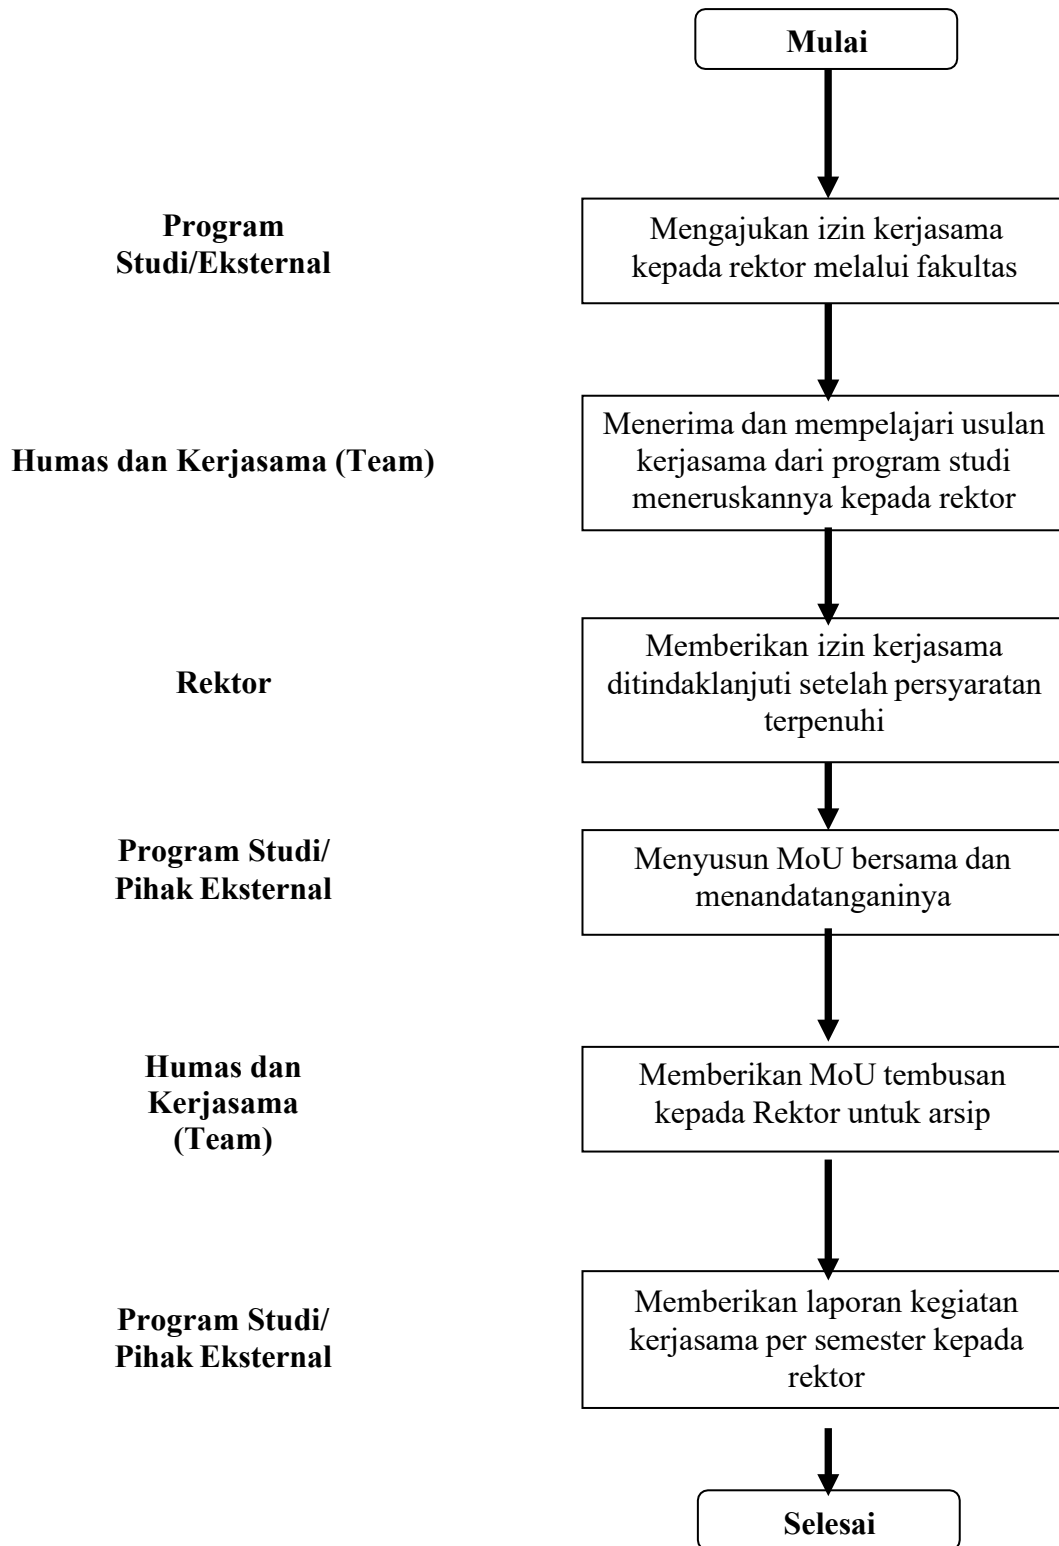 Mulai
Program
Studi/Eksternal
Mengajukan izin kerjasama
kepada rektor melalui fakultas
Humas dan Kerjasama (Team)
Menerima dan mempelajari usulan
kerjasama dari program studi
meneruskannya kepada rektor
Rektor
Memberikan izin kerjasama
ditindaklanjuti setelah persyaratan
terpenuhi
Program Studi/
Pihak Eksternal
Menyusun MoU bersama dan
menandatanganinya
Humas dan
Kerjasama
(Team)
Memberikan MoU tembusan
kepada Rektor untuk arsip
Program Studi/
Pihak Eksternal
Memberikan laporan kegiatan
kerjasama per semester kepada
rektor
Selesai